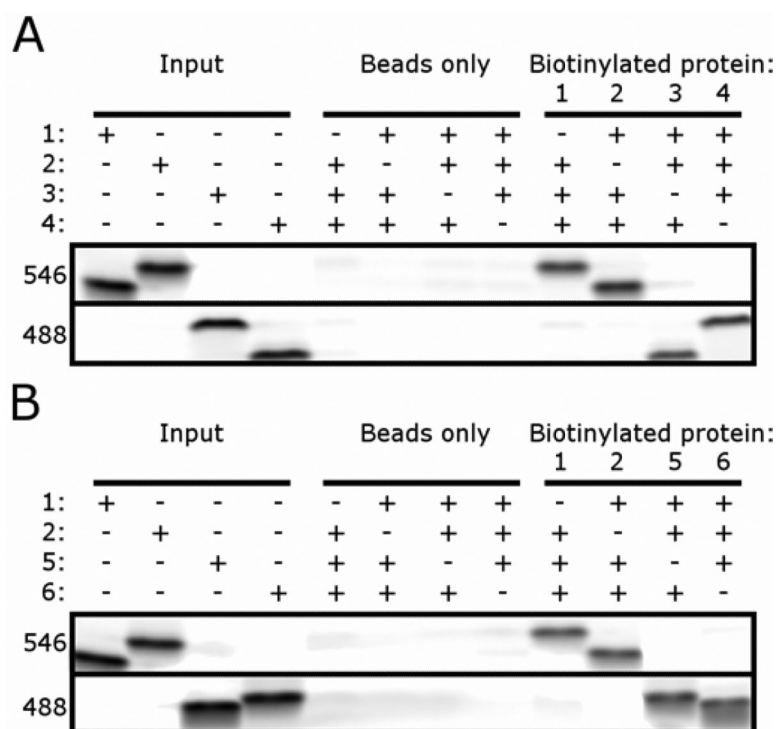 A
Input Beads only Biotinylated protein:
1 2 3 4
1: + - - - - + + + - + + +
2: - + - - + - + + + - + +
3: - - + - + + - + + + - +
4: - - - + + + + - + + + -
546
488
B
Input Beads only Biotinylated protein:
1 2 5 6
1: + - - - - + + + - + + +
2: - + - - + - + + + - + +
5: - - + - + + - + + + - +
6: - - - + + + + - + + + -
546
488